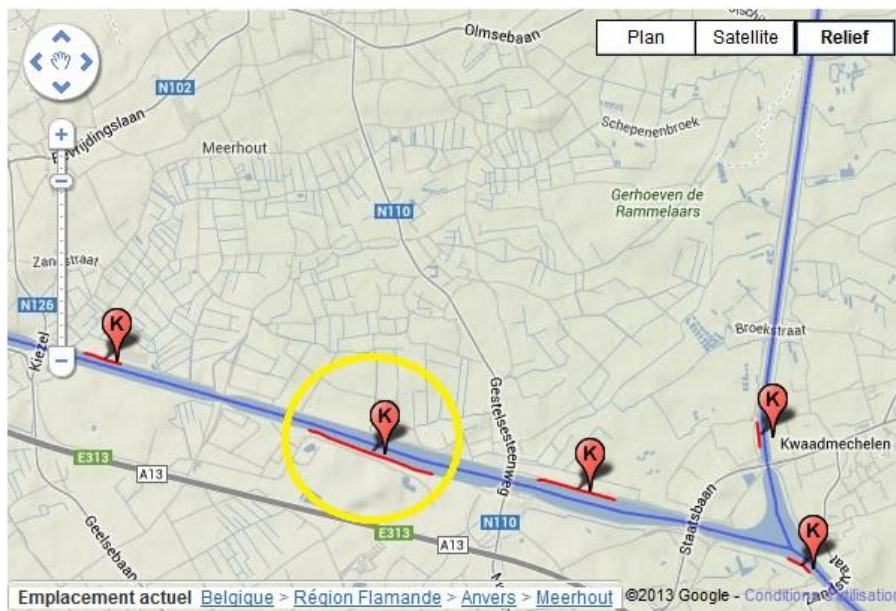 Olmsebaan
Plan
Satellite
Relief
N102
Schepenenbroek
Meerhout
Gerhoeven de
Rammelaars
N110
Zandstraat
N126
Kiezel
K
Broekstraat
K
K
Gestelsesteenweg
K
Kwaadmechelen
E313
A13
Geelsebaan
E313
A13
N110
Staatsbaan
K
Emplacement actuel Belgique > Région Flamande > Anvers > Meerhout ©2013 Google - Conditions d'utilisation